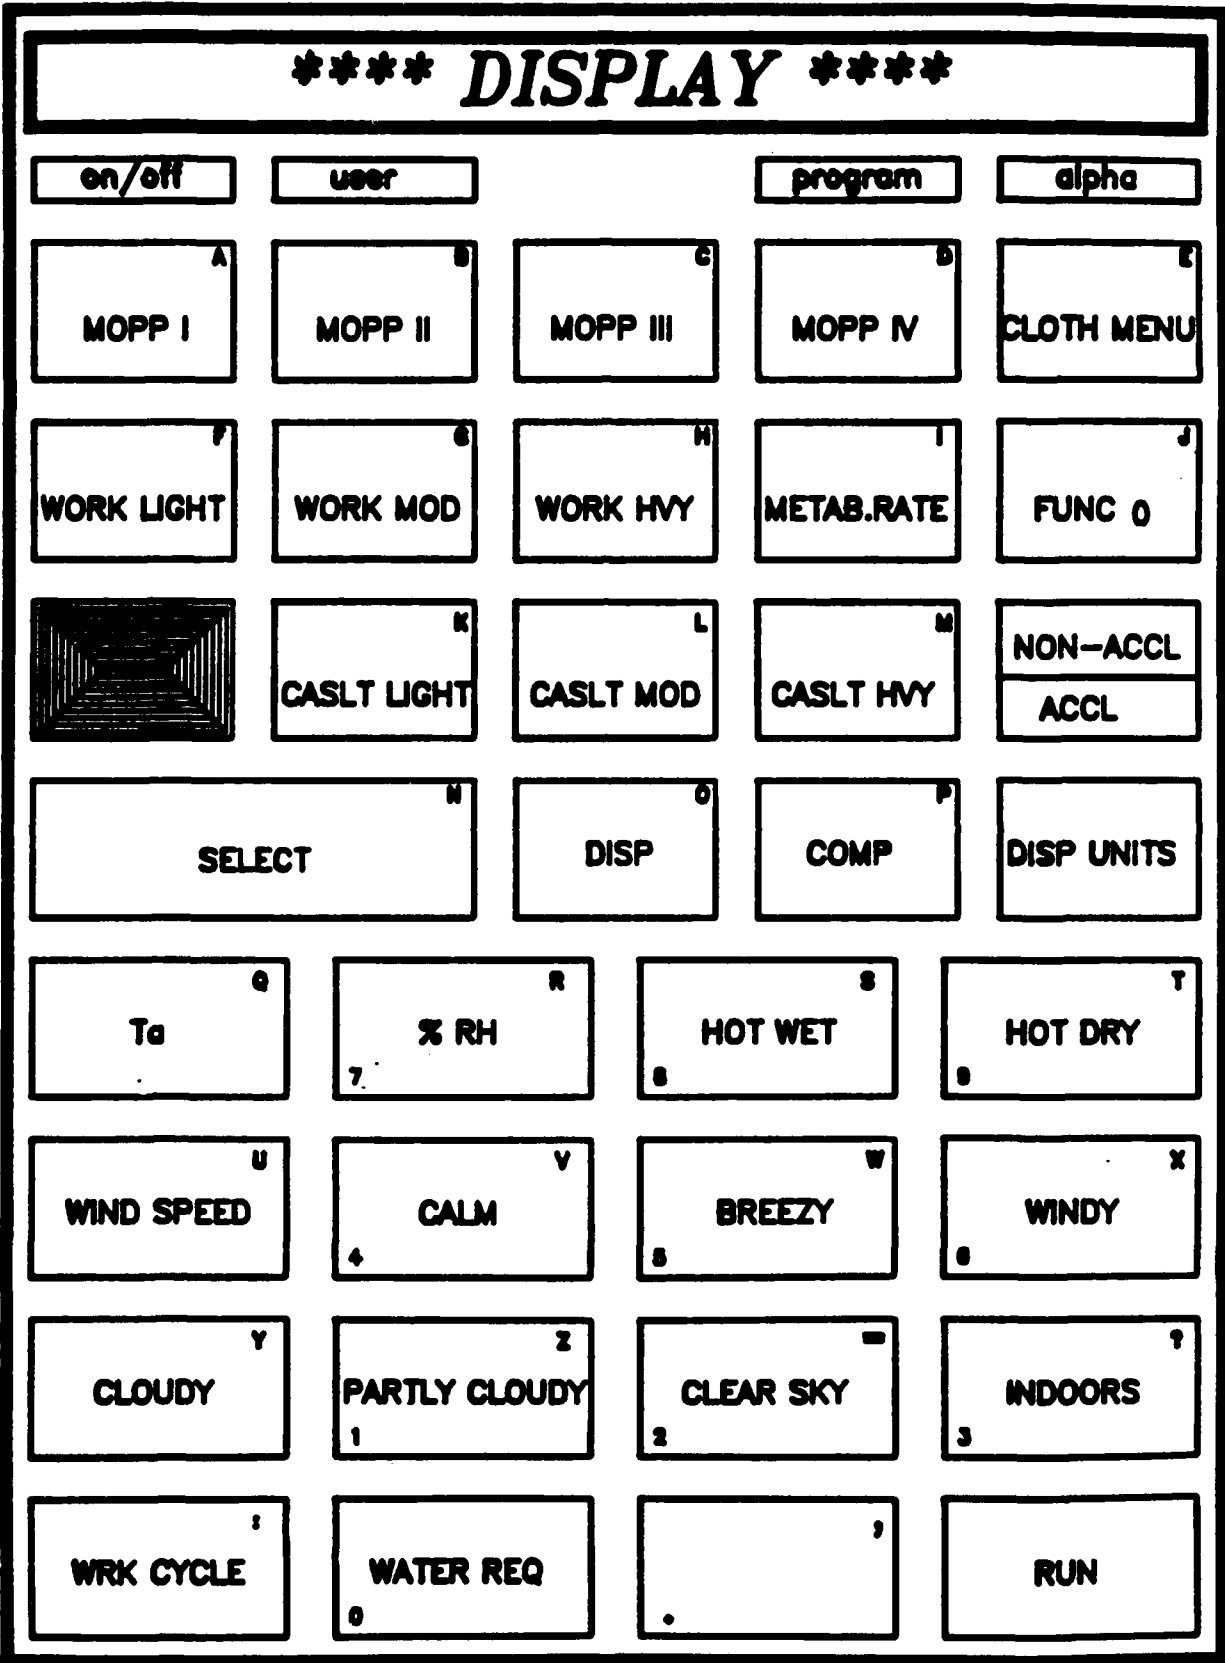 **** DISPLAY ****
on/off user program alpha
A B C D E
MOPP I MOPP II MOPP III MOPP IV CLOTH MENU
F G H I J
WORK LIGHT WORK MOD WORK HVY METAB.RATE FUNC 0
K L M
NON-ACCL
CASLT LIGHT CASLT MOD CASLT HVY
ACCL
N O P
SELECT DISP COMP DISP UNITS
Q R S T
Ta % RH HOT WET HOT DRY
7 8 9
U V W X
WIND SPEED CALM BREEZY WINDY
4 5 6
Y Z = ?
CLOUDY PARTLY CLOUDY CLEAR SKY INDOORS
1 2 3
: ,
WRK CYCLE WATER REQ RUN
0 .